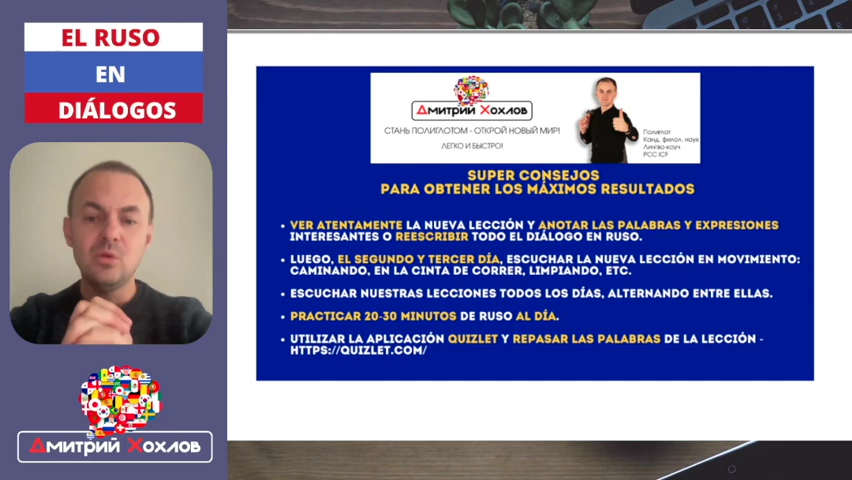 EL RUSO
EN
DIÁLOGOS
Дмитрий Хохлов
Дмитрий Хохлов
СТАНЬ ПОЛИГЛОТОМ - ОТКРОЙ НОВЫЙ МИР!
ЛЕГКО И БЫСТРО!
Полиглот
Канд. филол. наук
Лингво-коуч
PCC ICF
SUPER CONSEJOS
PARA OBTENER LOS MÁXIMOS RESULTADOS
• VER ATENTAMENTE LA NUEVA LECCIÓN Y ANOTAR LAS PALABRAS Y EXPRESIONES
INTERESANTES O REESCRIBIR TODO EL DIÁLOGO EN RUSO.
• LUEGO, EL SEGUNDO Y TERCER DÍA, ESCUCHAR LA NUEVA LECCIÓN EN MOVIMIENTO:
CAMINANDO, EN LA CINTA DE CORRER, LIMPIANDO, ETC.
• ESCUCHAR NUESTRAS LECCIONES TODOS LOS DÍAS, ALTERNANDO ENTRE ELLAS.
• PRACTICAR 20-30 MINUTOS DE RUSO AL DÍA.
• UTILIZAR LA APLICACIÓN QUIZLET Y REPASAR LAS PALABRAS DE LA LECCIÓN -
HTTPS://QUIZLET.COM/